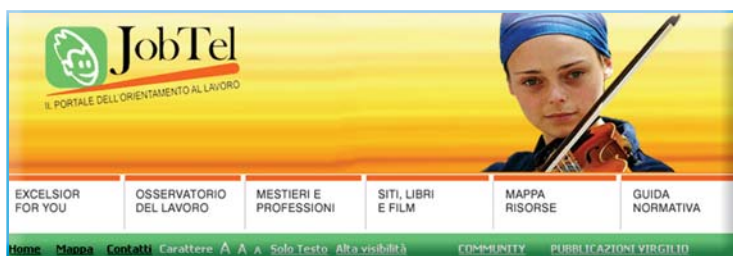 JobTel
IL PORTALE DELL'ORIENTAMENTO AL LAVORO
EXCELSIOR
FOR YOU
OSSERVATORIO
DEL LAVORO
MESTIERI E
PROFESSIONI
SITI, LIBRI
E FILM
MAPPA
RISORSE
GUIDA
NORMATIVA
Home Mappa Contatti Carattere A A A Solo Testo Alta visibilità COMMUNITY PUBBLICAZIONI VIRGILIO